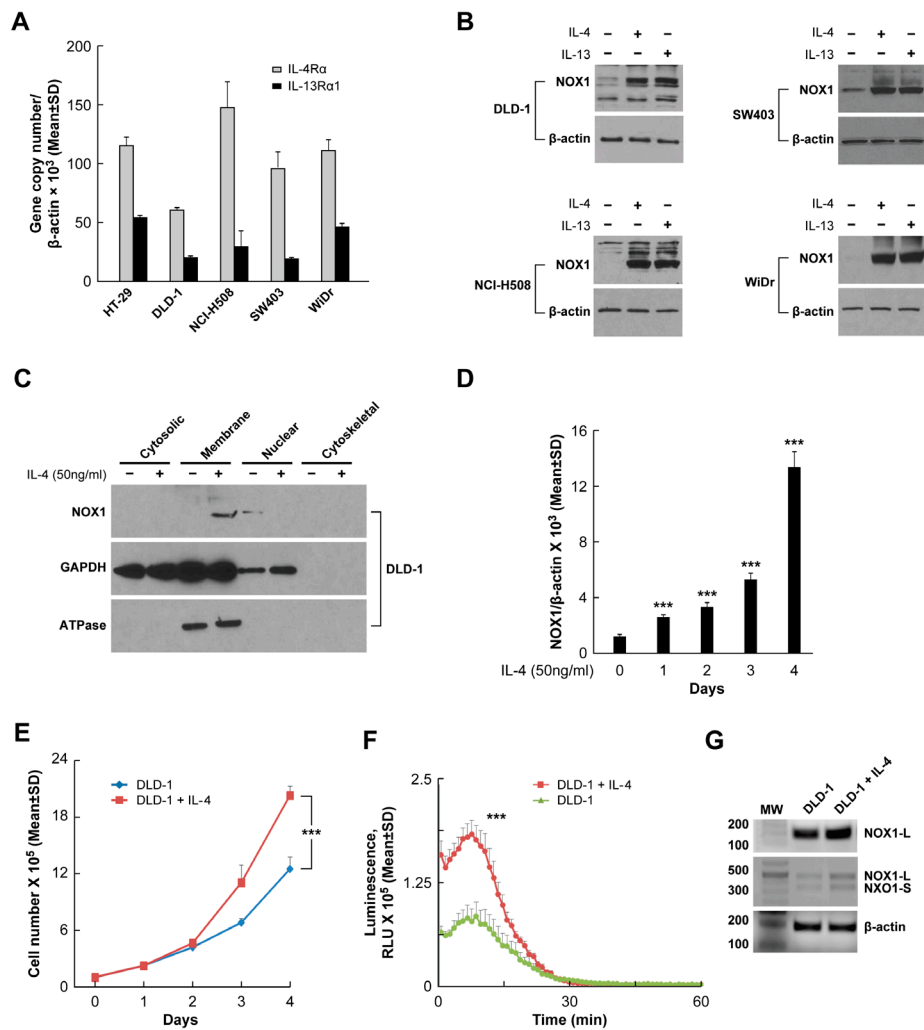 A
Gene copy number/
β-actin × 10³ (Mean±SD)
200
150
100
50
0
IL-4Rα
IL-13Rα1
HT-29
DLD-1
NCI-H508
SW403
WiDr
B
IL-4 – + –
IL-13 – – +
NOX1
DLD-1
β-actin
IL-4 – + –
IL-13 – – +
NOX1
SW403
β-actin
IL-4 – + –
IL-13 – – +
NOX1
NCI-H508
β-actin
IL-4 – + –
IL-13 – – +
NOX1
WiDr
β-actin
C
Cytosolic
Membrane
Nuclear
Cytoskeletal
IL-4 (50ng/ml) – + – + – + – +
NOX1
GAPDH
DLD-1
ATPase
D
NOX1/β-actin X 10³ (Mean±SD)
16
12
8
4
0
***
***
***
***
IL-4 (50ng/ml) 0 1 2 3 4
Days
E
Cell number X 10⁵ (Mean±SD)
24
18
12
6
0
DLD-1
DLD-1 + IL-4
***
0 1 2 3 4
Days
F
Luminescence,
RLU X 10⁵ (Mean±SD)
2.5
1.25
0
DLD-1 + IL-4
DLD-1
***
0 30 60
Time (min)
G
MW
DLD-1
DLD-1 + IL-4
200
100
NOX1-L
500
300
NOX1-L
NXO1-S
200
100
β-actin